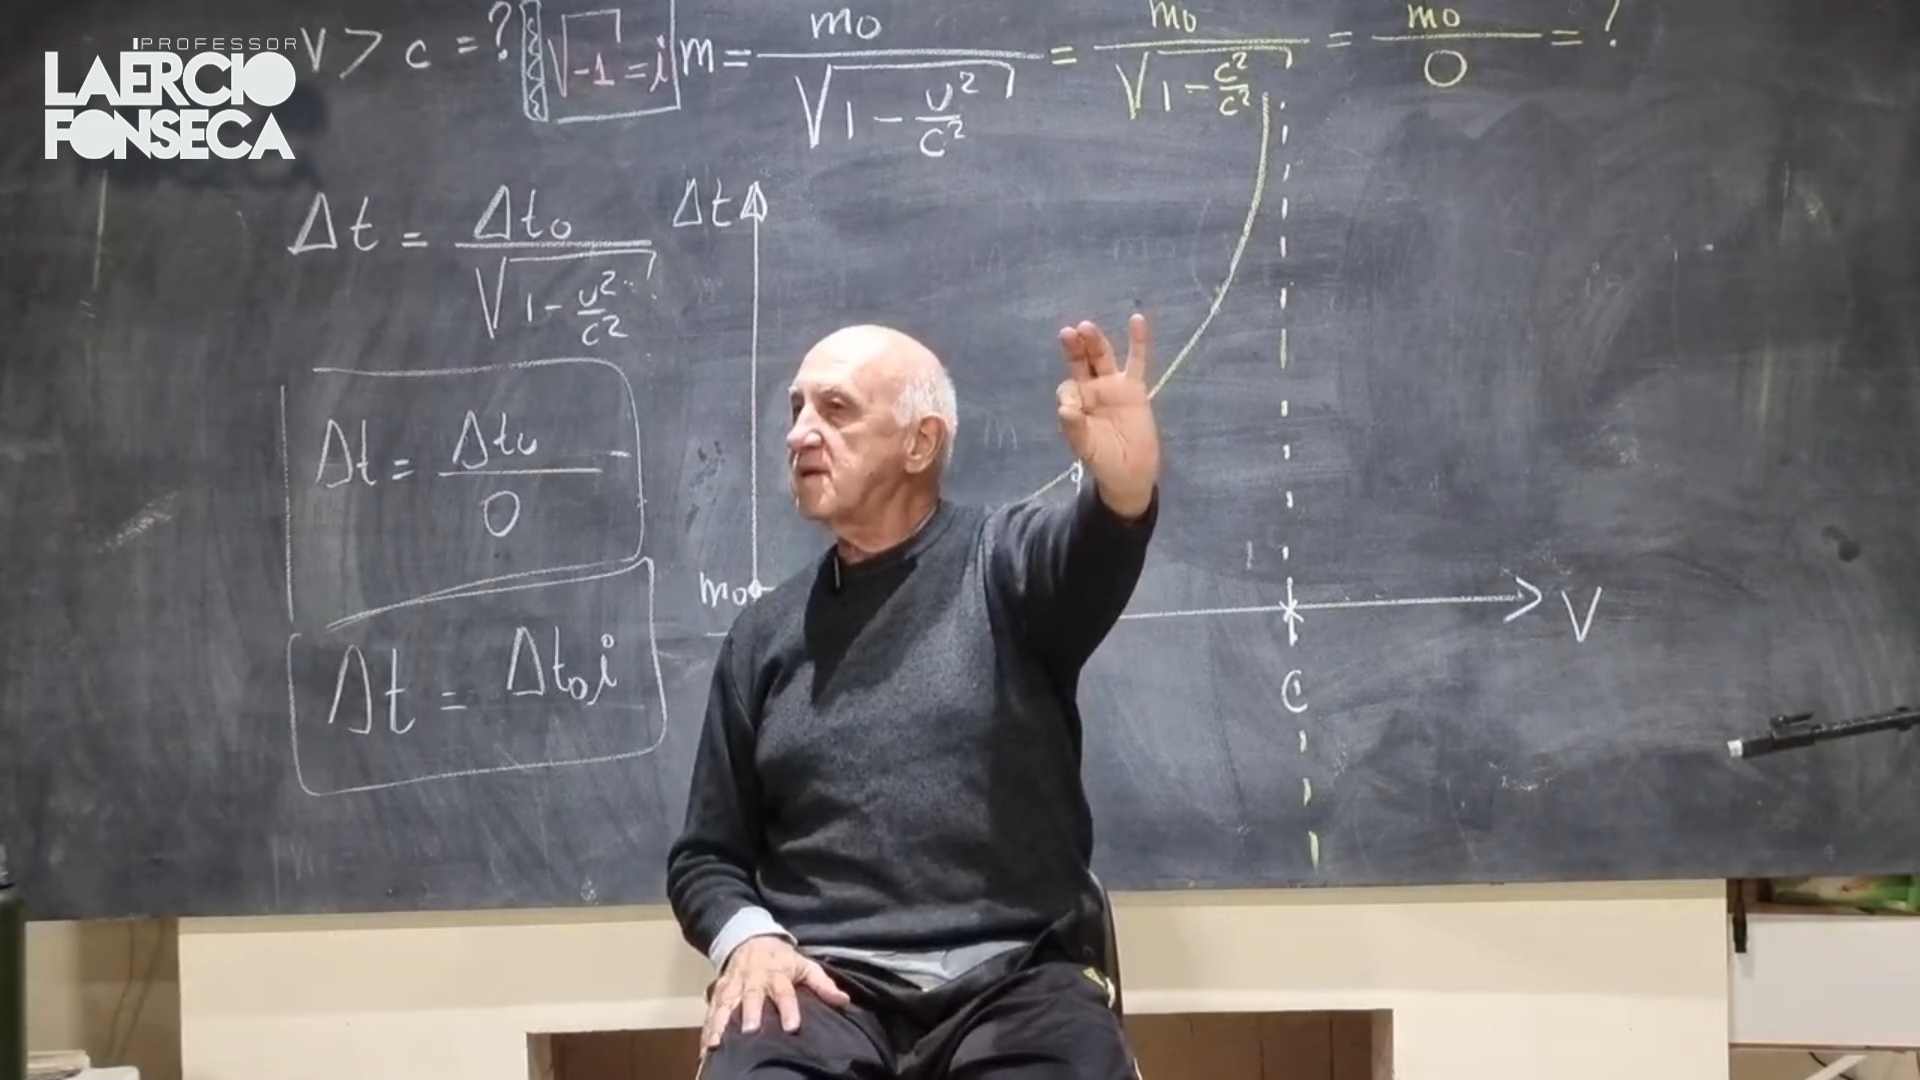 PROFESSOR
LAERCIO
FONSECA
V > c = ? √-1 = i m = m0 / √(1 - v²/c²) = m0 / √(1 - c²/c²) = m0 / 0 = ?
Δt = Δt0 / √(1 - v²/c²)
Δt
Δt = Δt0 / 0
m0
V
Δt = Δt0 i
C